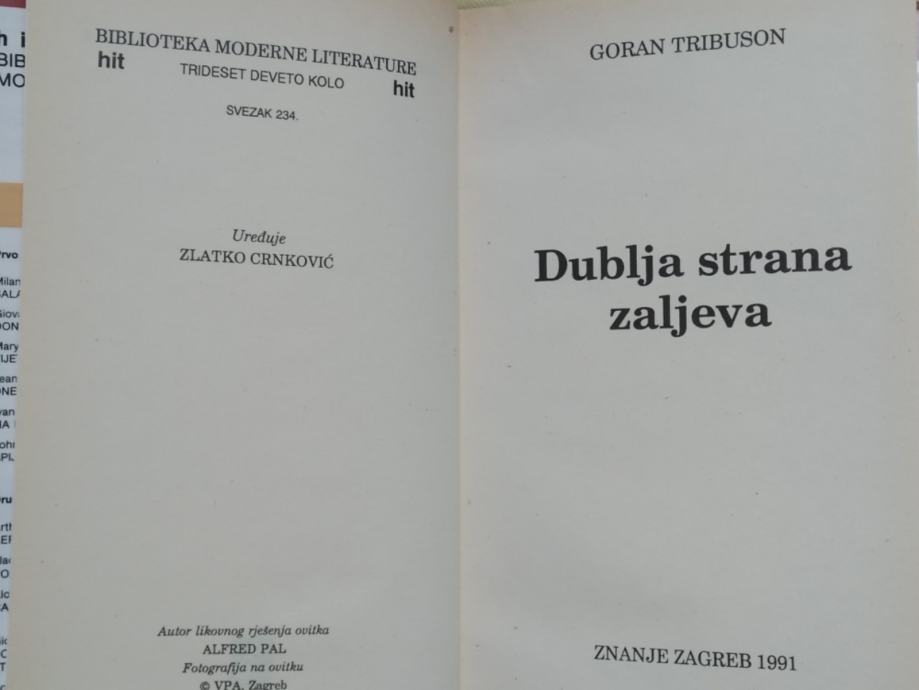 BIBLIOTEKA MODERNE LITERATURE
hit TRIDESET DEVETO KOLO hit
SVEZAK 234.
Uređuje
ZLATKO CRNKOVIĆ
Autor likovnog rješenja ovitka
ALFRED PAL
Fotografija na ovitku
© VPA, Zagreb
GORAN TRIBUSON
Dublja strana
zaljeva
ZNANJE ZAGREB 1991